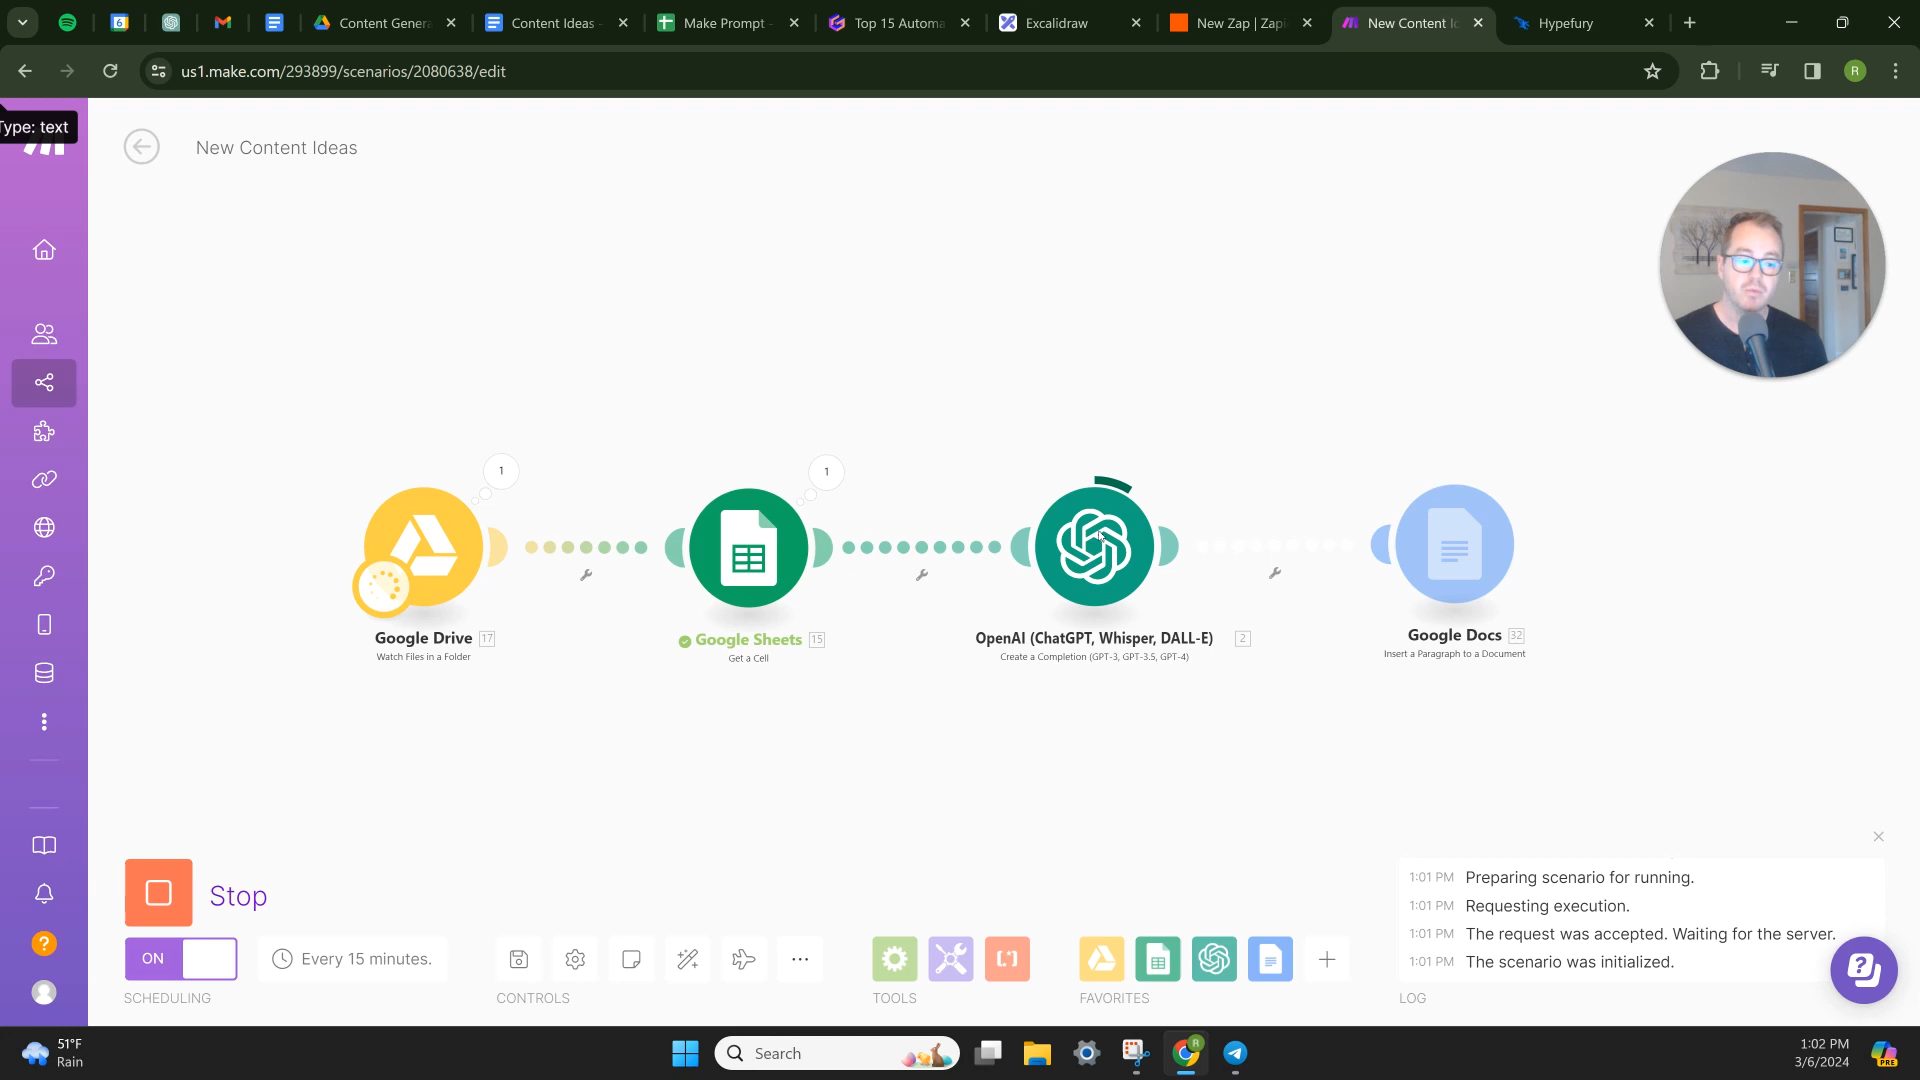 Content Genera
Content Ideas -
Make Prompt -
Top 15 Automa
Excalidraw
New Zap | Zapi
New Content Id
Hypefury
us1.make.com/293899/scenarios/2080638/edit
R
Type: text
New Content Ideas
1
1
Google Drive 17
Watch Files in a Folder
Google Sheets 15
Get a Cell
OpenAI (ChatGPT, Whisper, DALL-E) 2
Create a Completion (GPT-3, GPT-3.5, GPT-4)
Google Docs 32
Insert a Paragraph to a Document
Stop
ON
Every 15 minutes.
SCHEDULING
CONTROLS
TOOLS
FAVORITES
1:01 PM Preparing scenario for running.
1:01 PM Requesting execution.
1:01 PM The request was accepted. Waiting for the server.
1:01 PM The scenario was initialized.
LOG
51°F
Rain
Search
R
1:02 PM
3/6/2024
PRE